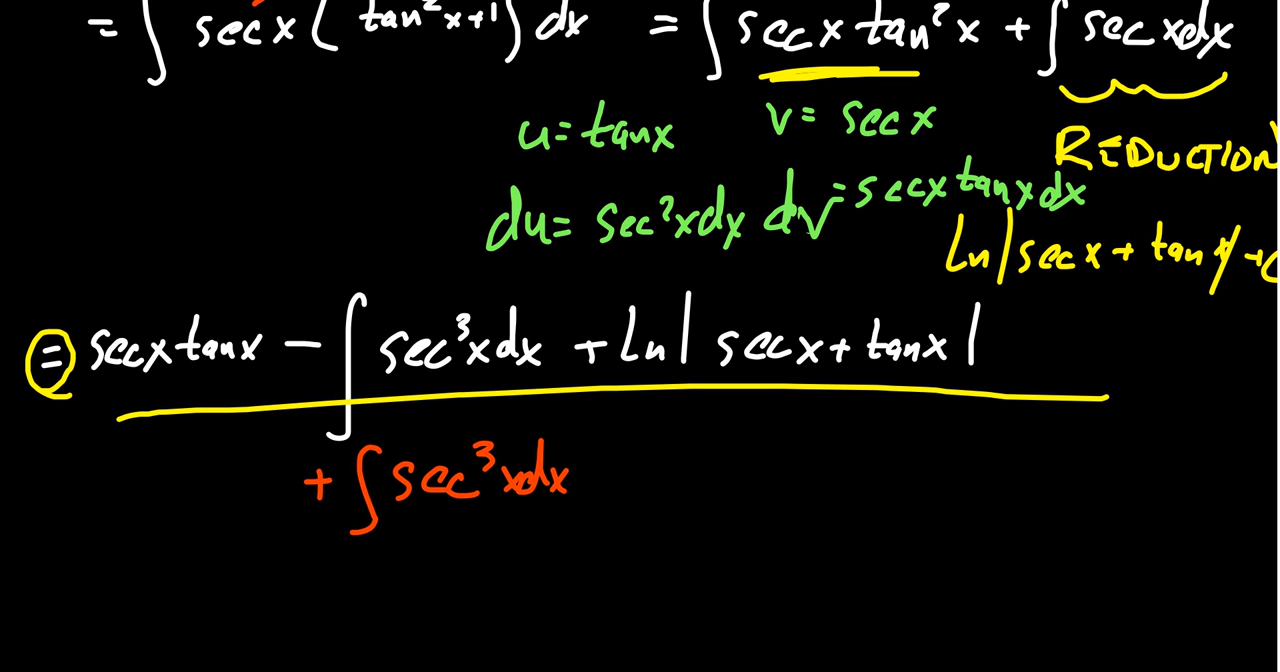 = ∫ sec x ( tan²x+1 ) dx = ∫ sec x tan² x + ∫ sec x dx
u = tan x v = sec x
REDUCTION
du = sec²x dx dv = sec x tan x dx
Ln | sec x + tan x | + C
= sec x tan x − ∫ sec³x dx + Ln | sec x + tan x |
+ ∫ sec³ x dx